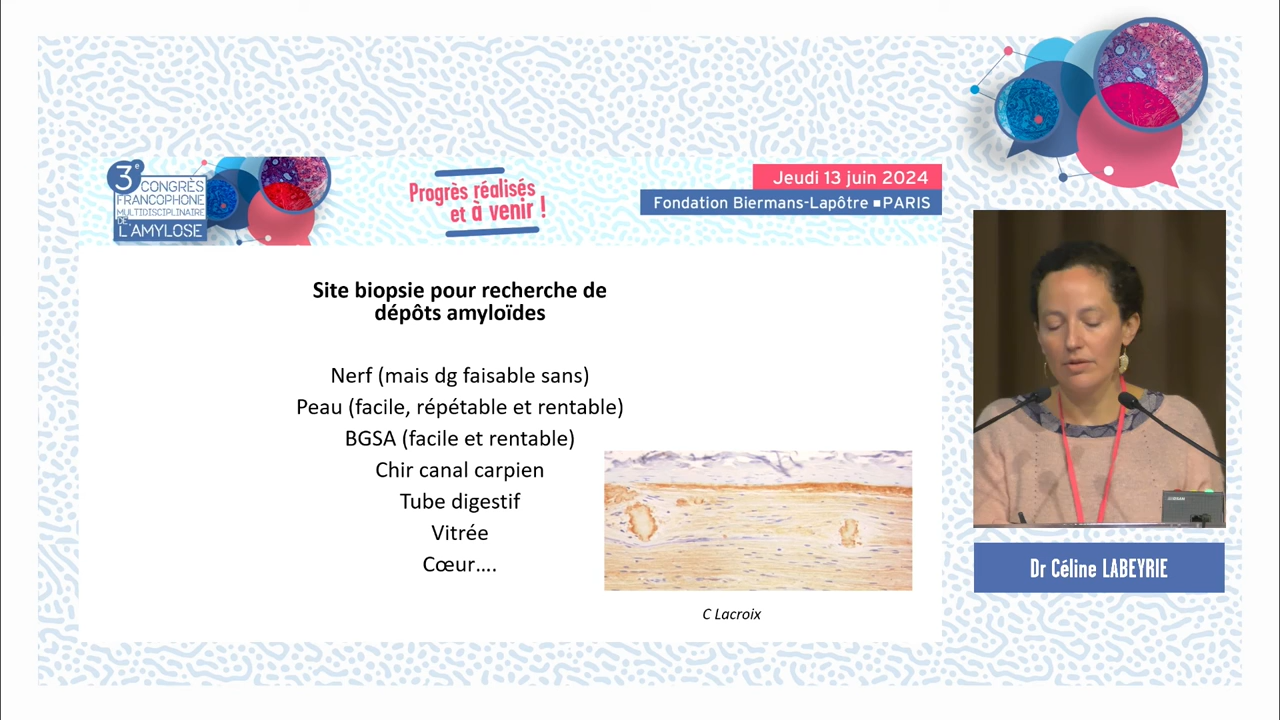 3e
CONGRÈS
FRANCOPHONE
MULTIDISCIPLINAIRE
DE
L'AMYLOSE
Progrès réalisés
et à venir !
Jeudi 13 juin 2024
Fondation Biermans-Lapôtre ■ PARIS
Site biopsie pour recherche de
dépôts amyloïdes
Nerf (mais dg faisable sans)
Peau (facile, répétable et rentable)
BGSA (facile et rentable)
Chir canal carpien
Tube digestif
Vitrée
Cœur....
C Lacroix
Dr Céline LABEYRIE